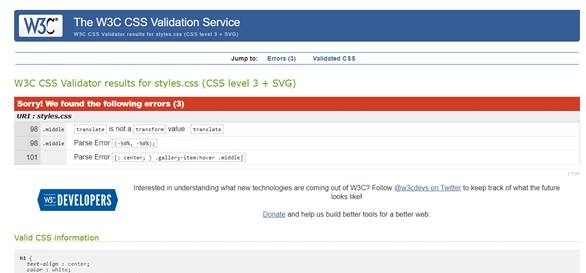 W3C®
The W3C CSS Validation Service
W3C CSS Validator results for styles.css (CSS level 3 + SVG)
Jump to: Errors (3) Validated CSS
W3C CSS Validator results for styles.css (CSS level 3 + SVG)
Sorry! We found the following errors (3)
URI : styles.css
98 .middle translate is not a transform value : translate
98 .middle Parse Error (-50%, -50%);
101 Parse Error [: center; } .gallery-item:hover .middle]
↑ TOP
W3C DEVELOPERS
Interested in understanding what new technologies are coming out of W3C? Follow @w3cdevs on Twitter to keep track of what the future
looks like!
Donate and help us build better tools for a better web.
Valid CSS information
h1 {
text-align : center;
color : white;